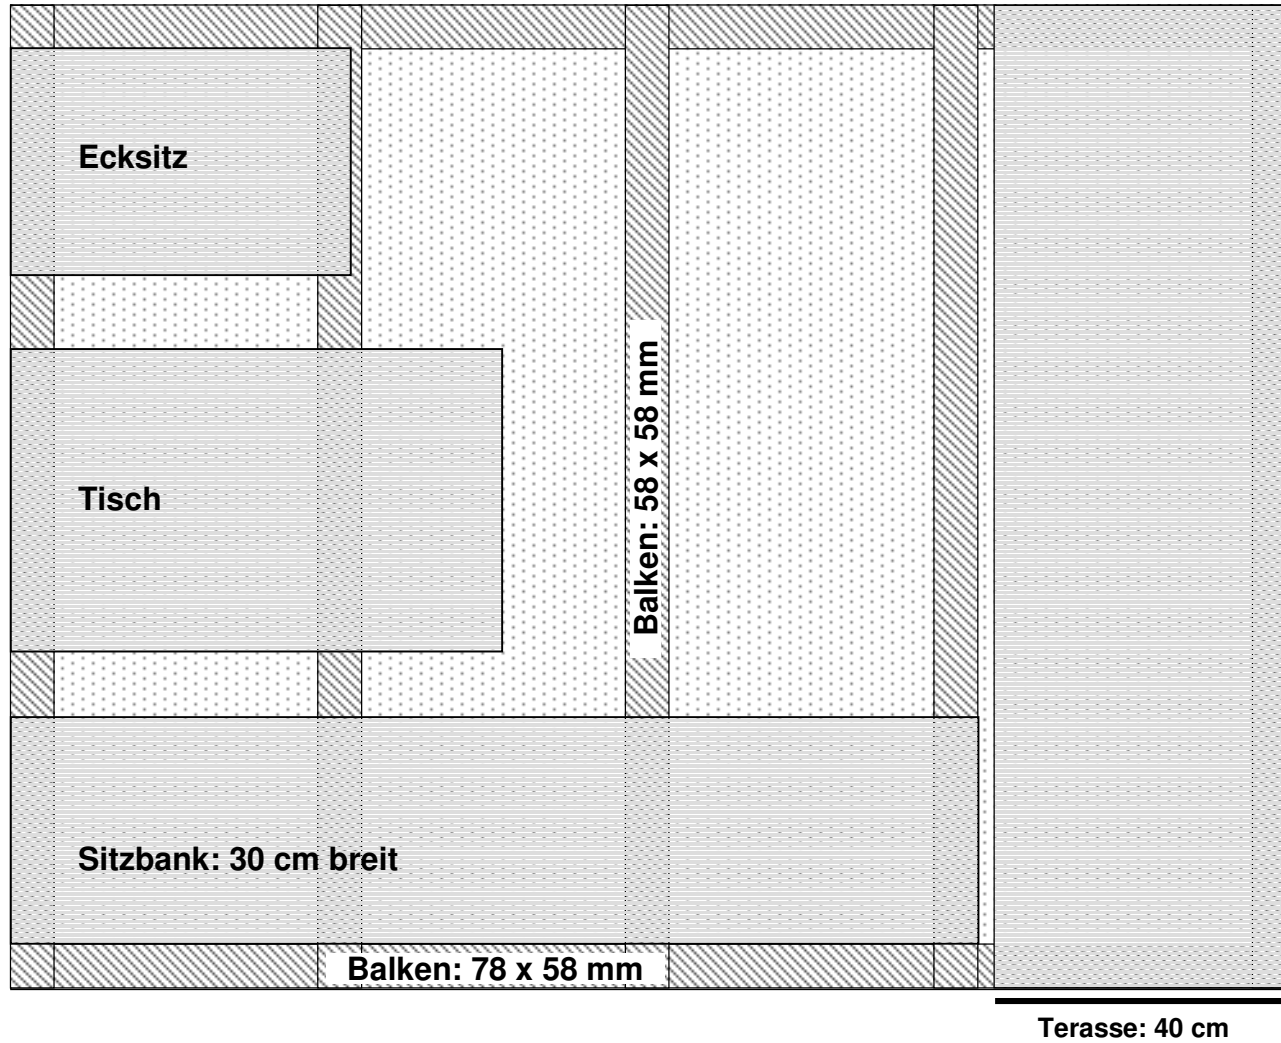 Ecksitz
Balken: 58 x 58 mm
Tisch
Sitzbank: 30 cm breit
Balken: 78 x 58 mm
Terasse: 40 cm